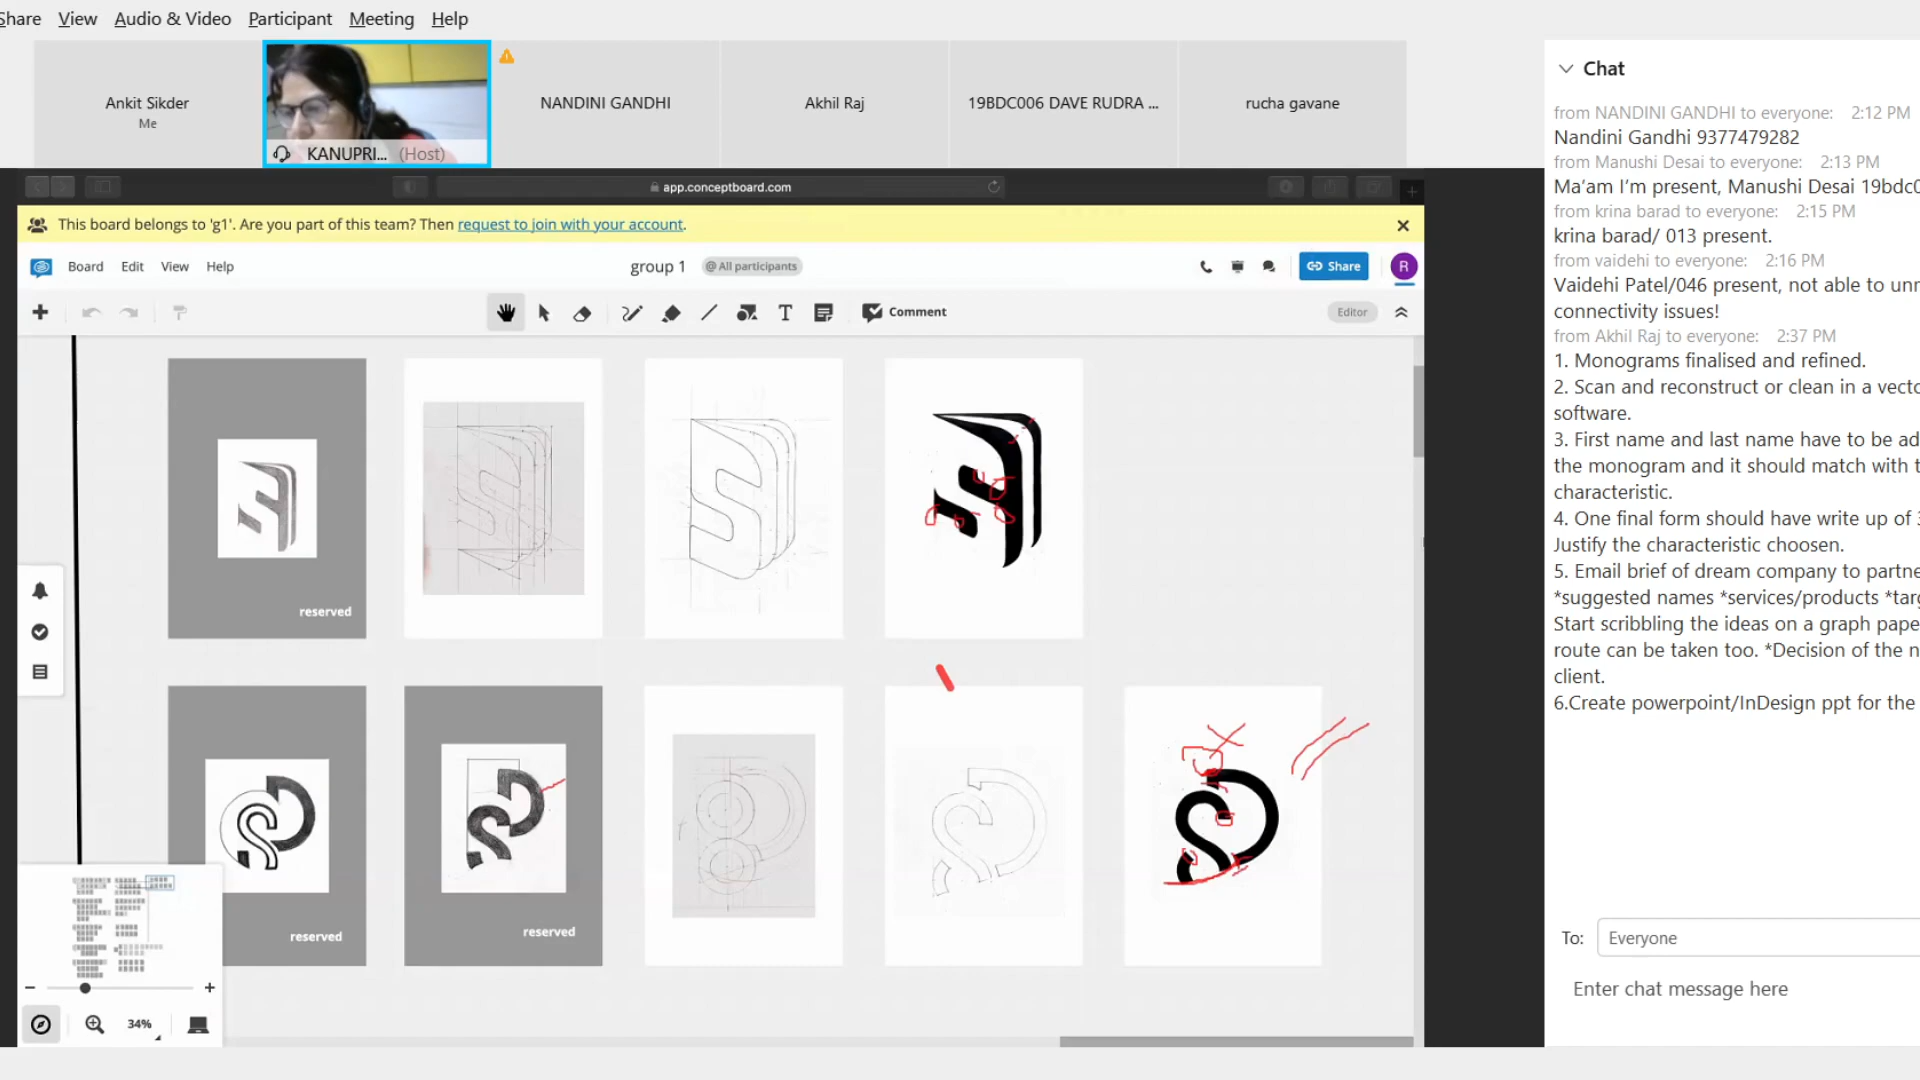 Share View Audio & Video Participant Meeting Help
Ankit Sikder
Me
KANUPRI... (Host)
NANDINI GANDHI
Akhil Raj
19BDC006 DAVE RUDRA ...
rucha gavane
app.conceptboard.com
This board belongs to 'g1'. Are you part of this team? Then request to join with your account.
Board Edit View Help
group 1
@ All participants
Share
R
T
Comment
Editor
reserved
reserved
reserved
34%
Chat
from NANDINI GANDHI to everyone: 2:12 PM
Nandini Gandhi 9377479282
from Manushi Desai to everyone: 2:13 PM
Ma'am I'm present, Manushi Desai 19bdc0
from krina barad to everyone: 2:15 PM
krina barad/ 013 present.
from vaidehi to everyone: 2:16 PM
Vaidehi Patel/046 present, not able to
connectivity issues!
from Akhil Raj to everyone: 2:37 PM
1. Monograms finalised and refined.
2. Scan and reconstruct or clean in a
software.
3. First name and last name have to be
the monogram and it should match with
characteristic.
4. One final form should have write up of
Justify the characteristic choosen.
5. Email brief of dream company to
*suggested names *services/products
Start scribbling the ideas on a graph
route can be taken too. *Decision of the
client.
6.Create powerpoint/InDesign ppt for the
To: Everyone
Enter chat message here